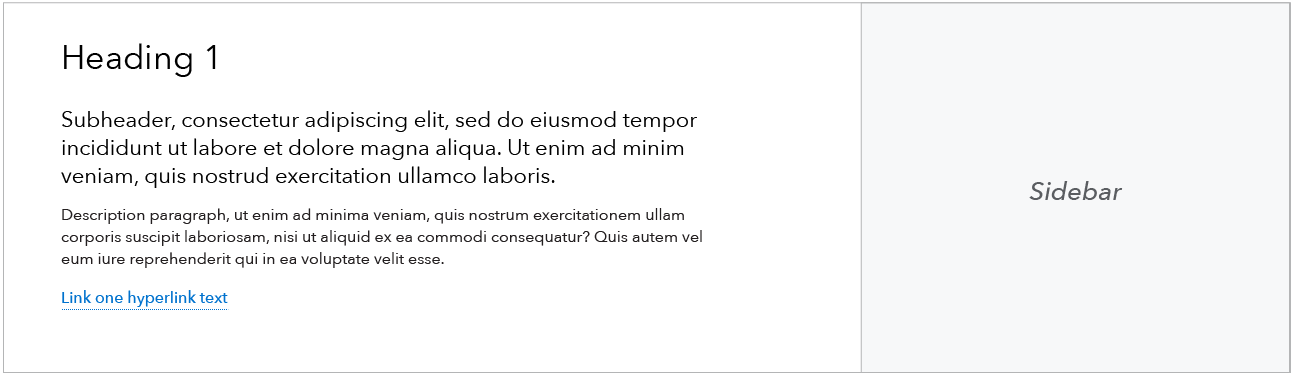 Heading 1
Subheader, consectetur adipiscing elit, sed do eiusmod tempor
incididunt ut labore et dolore magna aliqua. Ut enim ad minim
veniam, quis nostrud exercitation ullamco laboris.
Description paragraph, ut enim ad minima veniam, quis nostrum exercitationem ullam
corporis suscipit laboriosam, nisi ut aliquid ex ea commodi consequatur? Quis autem vel
eum iure reprehenderit qui in ea voluptate velit esse.
Link one hyperlink text
Sidebar